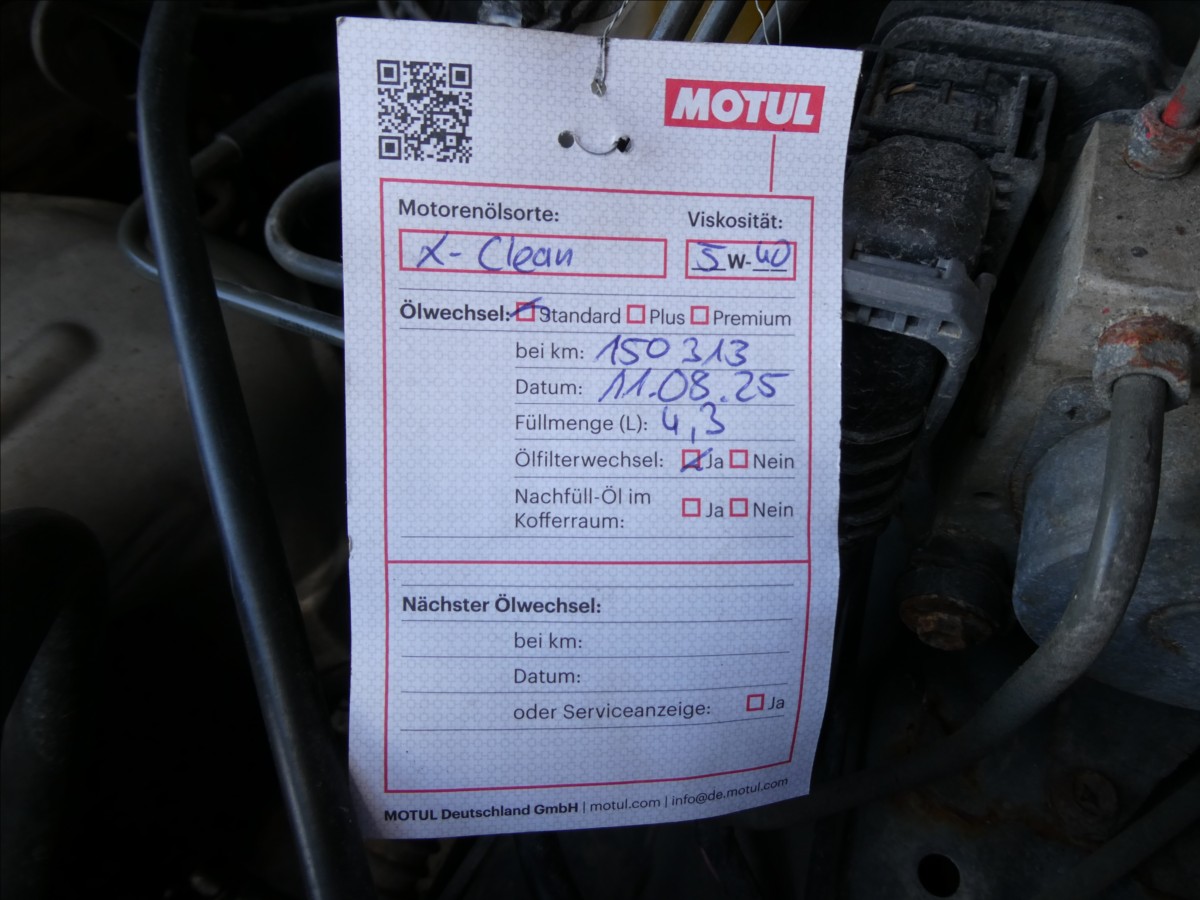 MOTUL
Motorenölsorte:
X-Clean
Viskosität:
5W-40
Ölwechsel: Standard Plus Premium
bei km: 150313
Datum: 11.08.25
Füllmenge (L): 4,3
Ölfilterwechsel: Ja Nein
Nachfüll-Öl im
Kofferraum: Ja Nein
Nächster Ölwechsel:
bei km:
Datum:
oder Serviceanzeige: Ja
MOTUL Deutschland GmbH | motul.com | info@de.motul.com